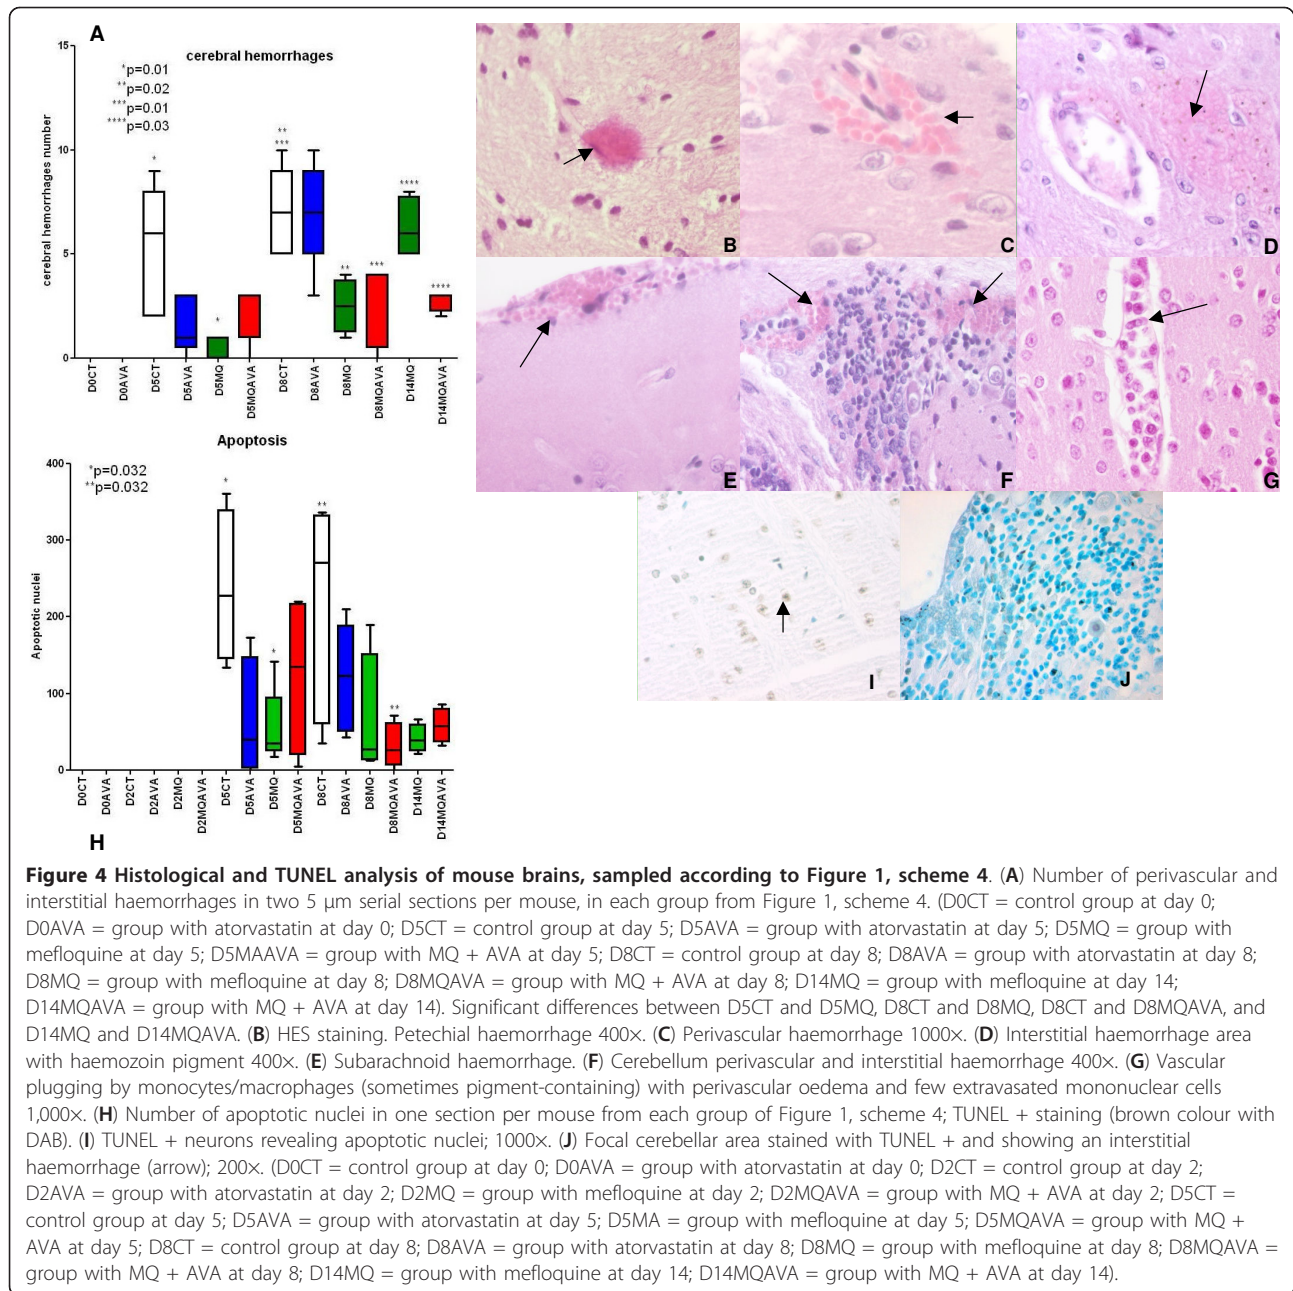 A
cerebral hemorrhages
*p=0.01
**p=0.02
***p=0.01
****p=0.03
cerebral hemorrhages number
15
10
5
0
*
**
***
****
*
**
***
****
D0CT
D0AVA
D5CT
D5AVA
D5MQ
D5MQAVA
D8CT
D8AVA
D8MQ
D8MQAVA
D14MQ
D14MQAVA
B
C
D
E
F
G
Apoptosis
*p=0.032
**p=0.032
Apoptotic nuclei
400
300
200
100
0
*
**
*
**
D0CT
D0AVA
D2CT
D2AVA
D2MQ
D2MQAVA
D5CT
D5AVA
D5MQ
D5MQAVA
D8CT
D8AVA
D8MQ
D8MQAVA
D14MQ
D14MQAVA
H
I
J
Figure 4 Histological and TUNEL analysis of mouse brains, sampled according to Figure 1, scheme 4. (A) Number of perivascular and
interstitial haemorrhages in two 5 μm serial sections per mouse, in each group from Figure 1, scheme 4. (D0CT = control group at day 0;
D0AVA = group with atorvastatin at day 0; D5CT = control group at day 5; D5AVA = group with atorvastatin at day 5; D5MQ = group with
mefloquine at day 5; D5MAAVA = group with MQ + AVA at day 5; D8CT = control group at day 8; D8AVA = group with atorvastatin at day 8;
D8MQ = group with mefloquine at day 8; D8MQAVA = group with MQ + AVA at day 8; D14MQ = group with mefloquine at day 14;
D14MQAVA = group with MQ + AVA at day 14). Significant differences between D5CT and D5MQ, D8CT and D8MQ, D8CT and D8MQAVA, and
D14MQ and D14MQAVA. (B) HES staining. Petechial haemorrhage 400×. (C) Perivascular haemorrhage 1000×. (D) Interstitial haemorrhage area
with haemozoin pigment 400×. (E) Subarachnoid haemorrhage. (F) Cerebellum perivascular and interstitial haemorrhage 400×. (G) Vascular
plugging by monocytes/macrophages (sometimes pigment-containing) with perivascular oedema and few extravasated mononuclear cells
1,000×. (H) Number of apoptotic nuclei in one section per mouse from each group of Figure 1, scheme 4; TUNEL + staining (brown colour with
DAB). (I) TUNEL + neurons revealing apoptotic nuclei; 1000×. (J) Focal cerebellar area stained with TUNEL + and showing an interstitial
haemorrhage (arrow); 200×. (D0CT = control group at day 0; D0AVA = group with atorvastatin at day 0; D2CT = control group at day 2;
D2AVA = group with atorvastatin at day 2; D2MQ = group with mefloquine at day 2; D2MQAVA = group with MQ + AVA at day 2; D5CT =
control group at day 5; D5AVA = group with atorvastatin at day 5; D5MA = group with mefloquine at day 5; D5MQAVA = group with MQ +
AVA at day 5; D8CT = control group at day 8; D8AVA = group with atorvastatin at day 8; D8MQ = group with mefloquine at day 8; D8MQAVA =
group with MQ + AVA at day 8; D14MQ = group with mefloquine at day 14; D14MQAVA = group with MQ + AVA at day 14).